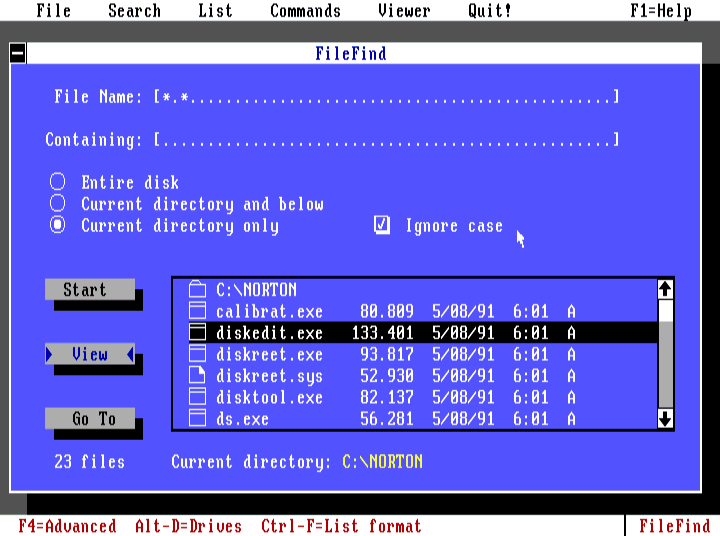 File Search List Commands Viewer Quit! F1=Help
FileFind
File Name: [*.*...............................................]
Containing: [..................................................]
Entire disk
Current directory and below
Current directory only
Ignore case
Start
View
Go To
C:\NORTON
calibrat.exe 80.809 5/08/91 6:01 A
diskedit.exe 133.401 5/08/91 6:01 A
diskreet.exe 93.817 5/08/91 6:01 A
diskreet.sys 52.930 5/08/91 6:01 A
disktool.exe 82.137 5/08/91 6:01 A
ds.exe 56.281 5/08/91 6:01 A
23 files Current directory: C:\NORTON
F4=Advanced Alt-D=Drives Ctrl-F=List format FileFind